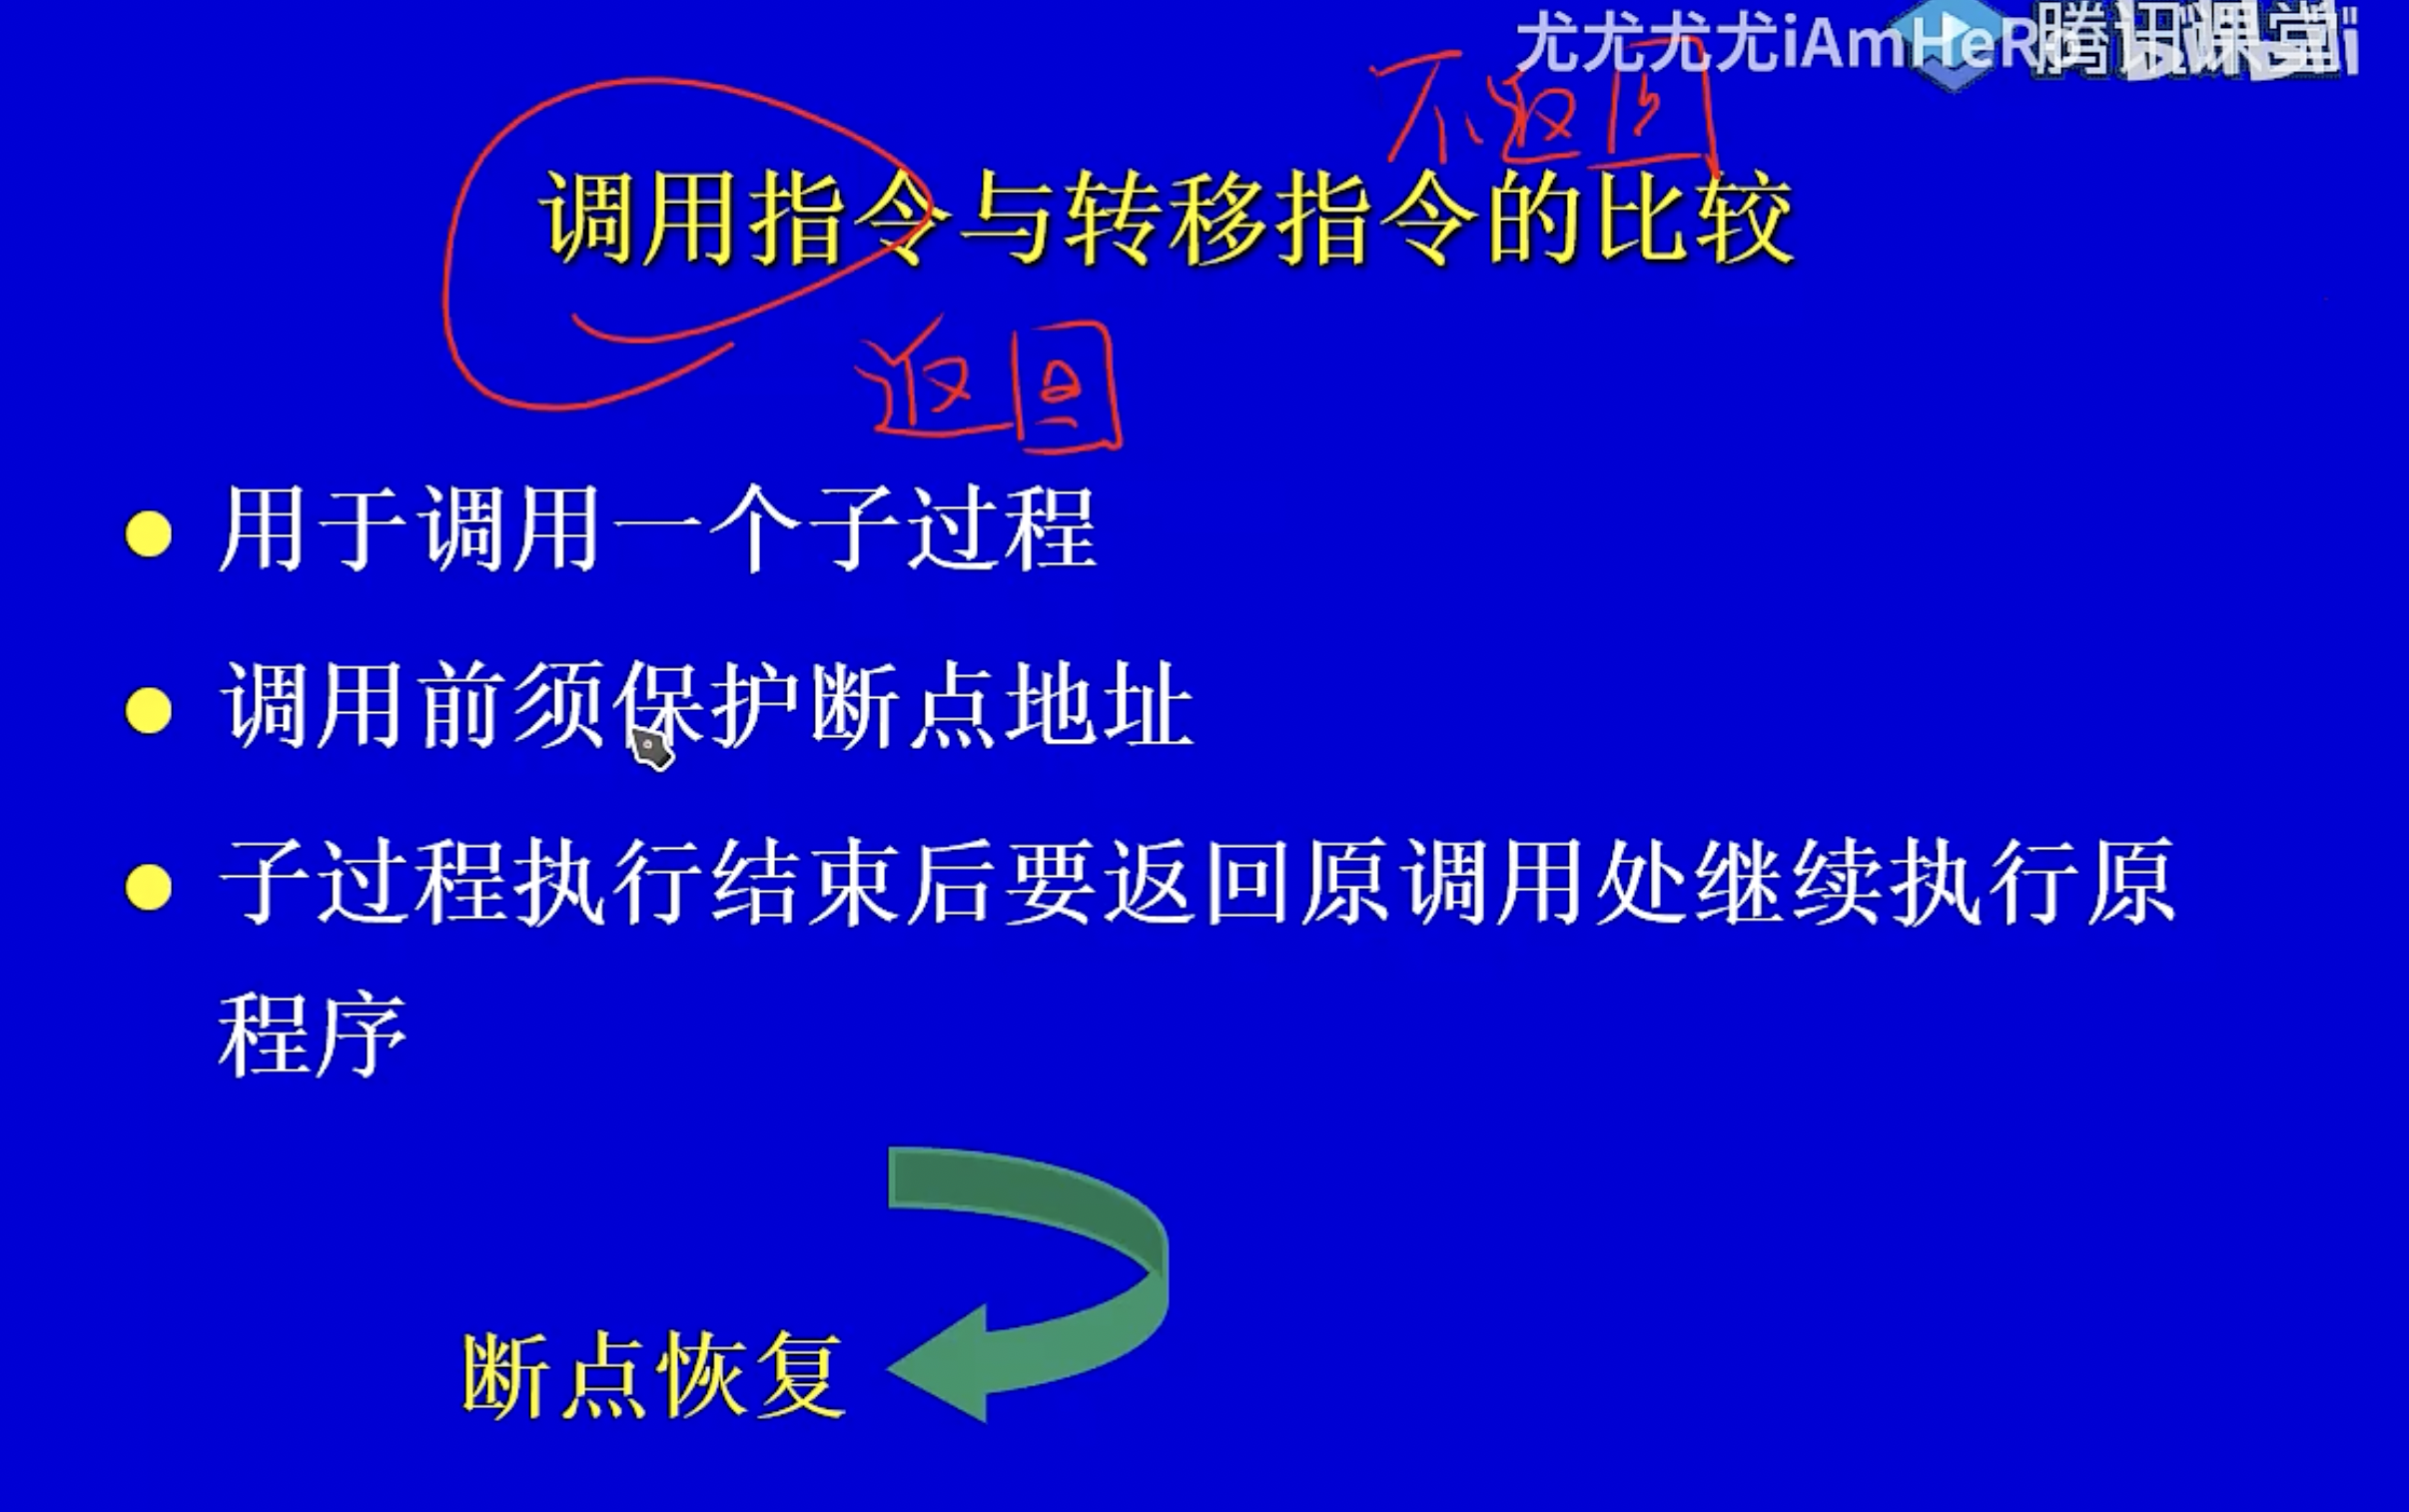 尤尤尤尤iAmHeR
腾讯课堂
不返回
调用指令与转移指令的比较
返回
用于调用一个子过程
调用前须保护断点地址
子过程执行结束后要返回原调用处继续执行原
程序
断点恢复